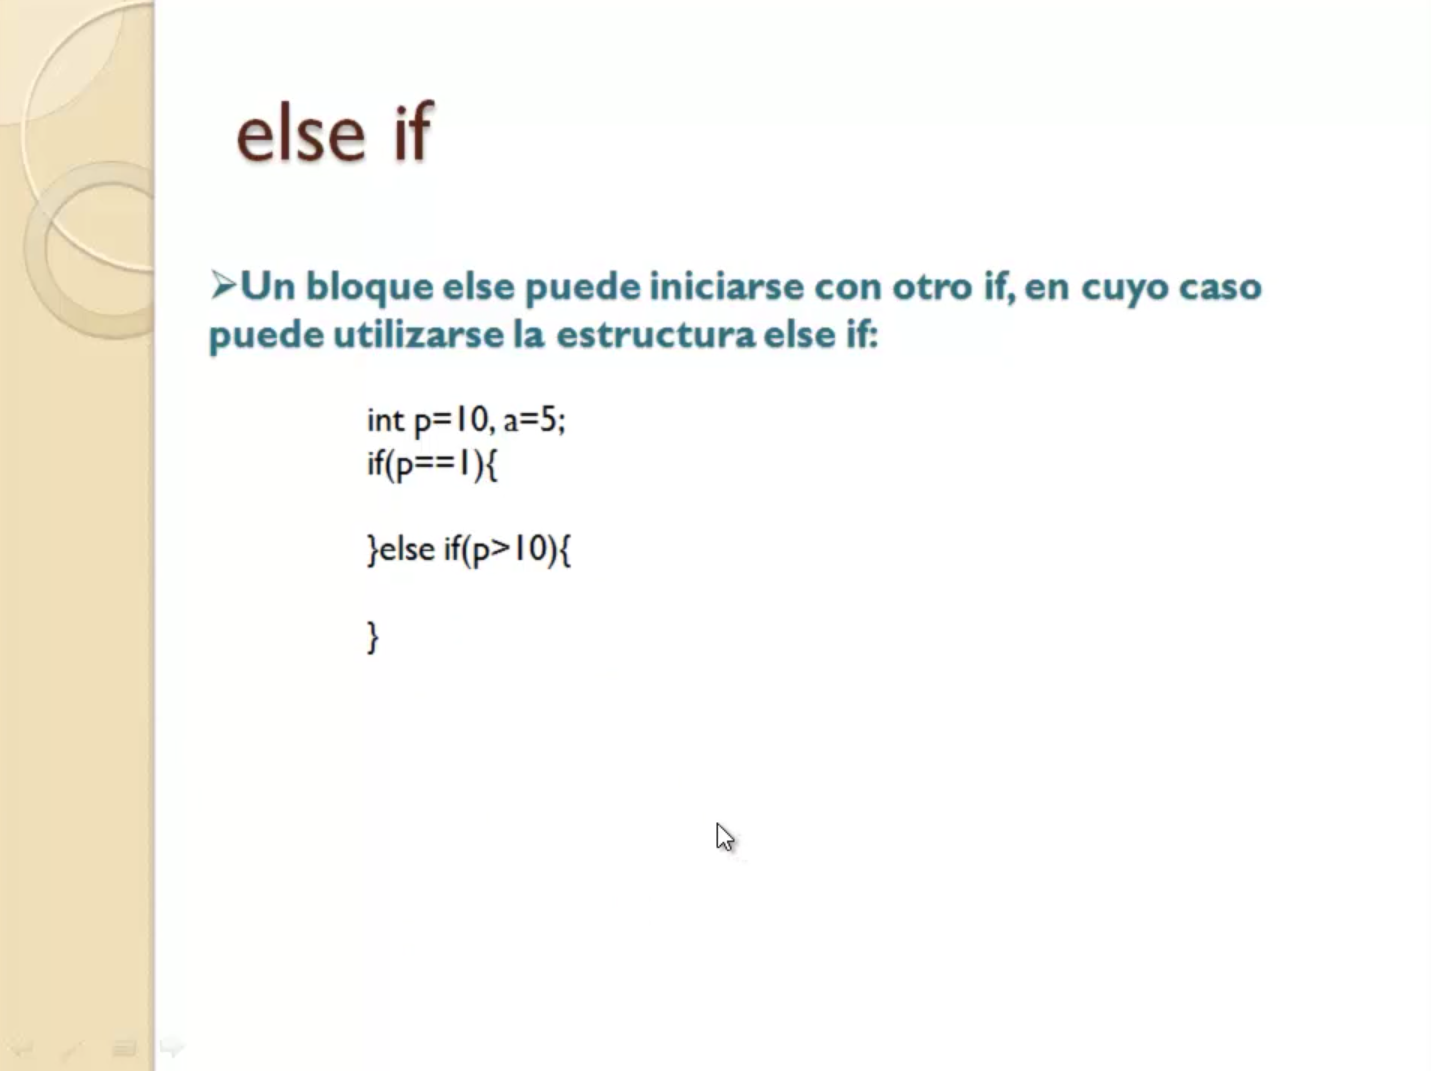 else if
➢Un bloque else puede iniciarse con otro if, en cuyo caso
puede utilizarse la estructura else if:
int p=10, a=5;
if(p==1){
}else if(p>10){
}